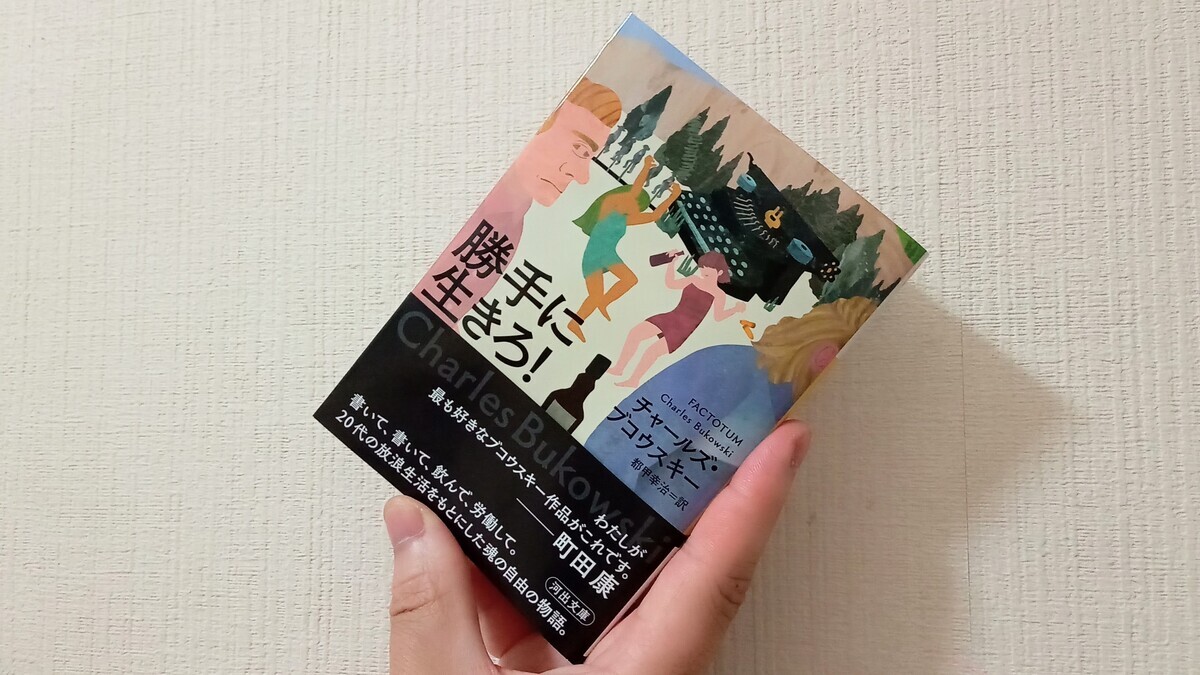 勝手に
生きろ！
FACTOTUM
Charles Bukowski
チャールズ・
ブコウスキー
都甲幸治＝訳
Charles Bukowski
わたしが
最も好きなブコウスキー作品がこれです。
——町田康
書いて、書いて、飲んで、労働して。
20代の放浪生活をもとにした魂の自由の物語。
河出文庫